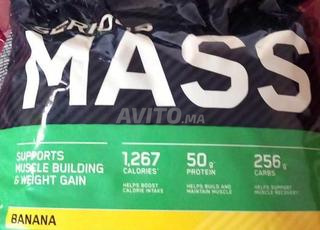 SERIOUS
MASS
AVITO.MA
SUPPORTS
MUSCLE BUILDING
& WEIGHT GAIN
1,267
CALORIES*
HELPS BOOST
CALORIE INTAKE
50g
PROTEIN
HELPS BUILD AND
MAINTAIN MUSCLE
256g
CARBS
HELPS SUPPORT
MUSCLE RECOVERY
BANANA